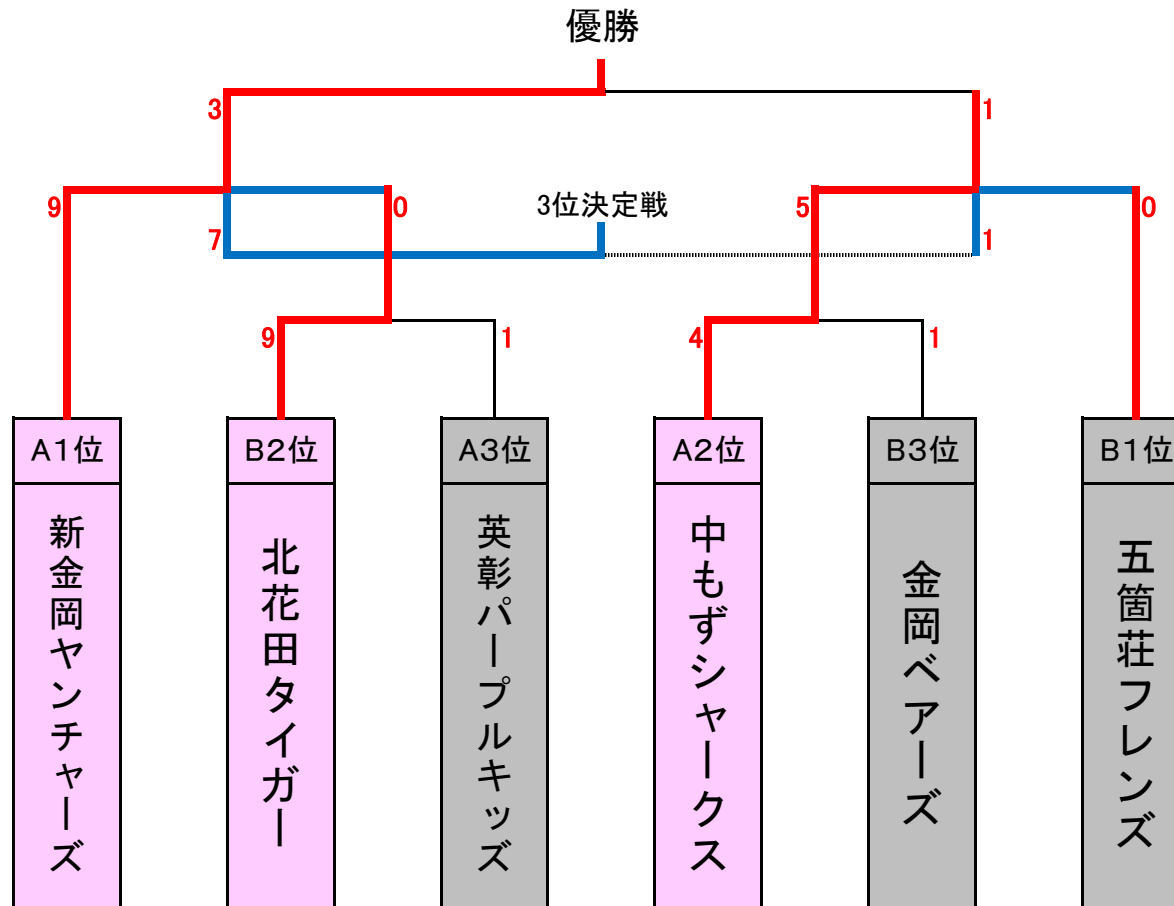 優勝
3
1
9
0
3位決定戦
5
0
7
1
9
1
4
1
A1位
B2位
A3位
A2位
B3位
B1位
新金岡ヤンチャーズ
北花田タイガー
英彰パープルキッズ
中もずシャークス
金岡ベアーズ
五箇荘フレンズ